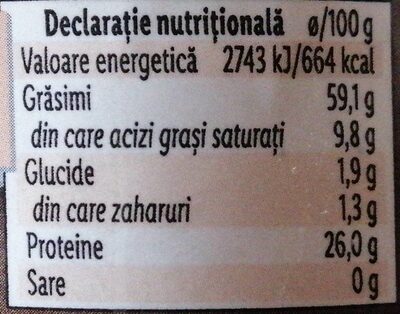 Declarație nutrițională ø/100g
Valoare energetică 2743 kJ/664 kcal
Grăsimi 59,1 g
din care acizi grași saturați 9,8 g
Glucide 1,9 g
din care zaharuri 1,3 g
Proteine 26,0 g
Sare 0 g